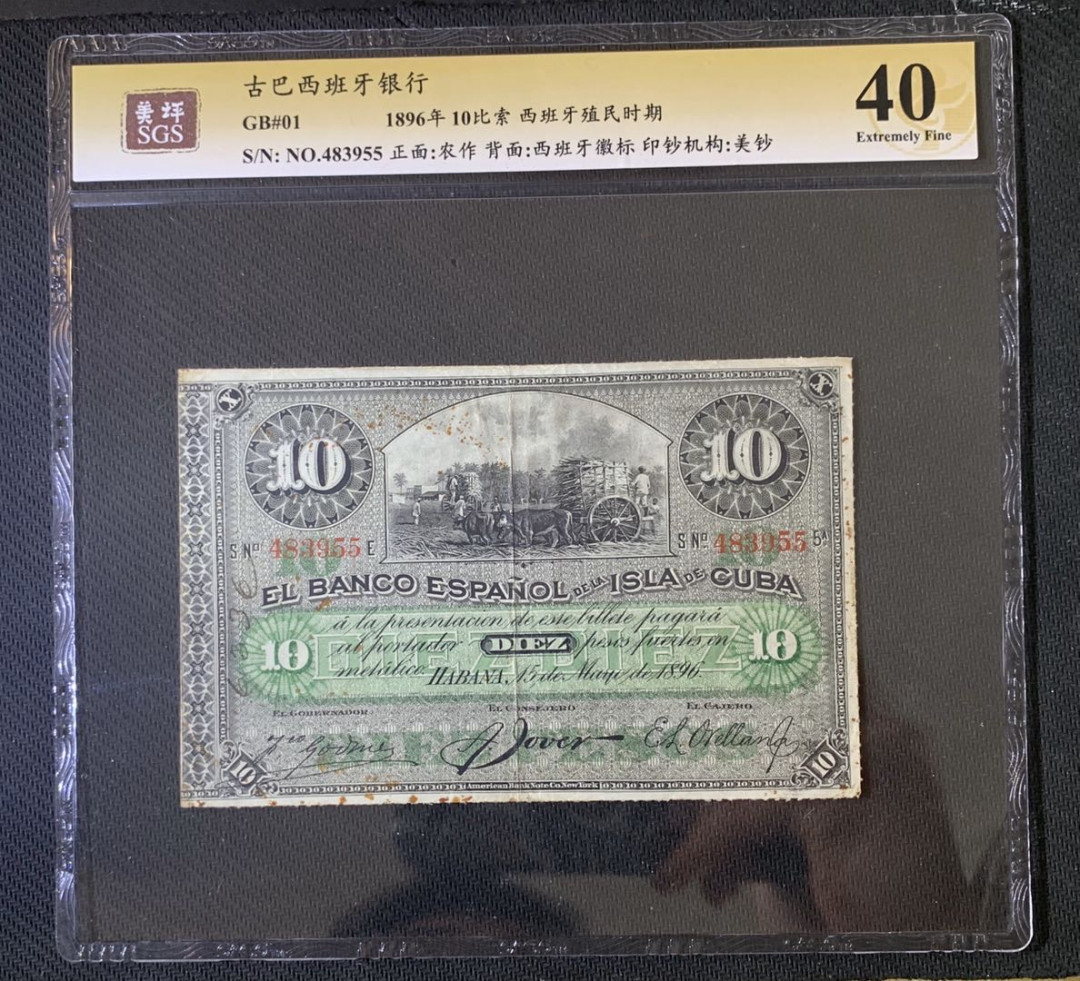 美评
SGS
古巴西班牙银行
GB#01 1896年 10比索 西班牙殖民时期
S/N: NO.483955 正面:农作 背面:西班牙徽标 印钞机构:美钞
40
Extremely Fine
X X
10 10
S Nº 483955 E S Nº 483955 5ª
EL BANCO ESPAÑOL DE LA ISLA DE CUBA
á la presentacion de este billete pagará
al portador DIEZ pesos fuertes en
metálico. HABANA, 15 de Mayo de 1896.
10 DIEZ DIEZ 10
EL GOBERNADOR EL CONSEJERO EL CAJERO
10 10
American Bank Note Co. New York